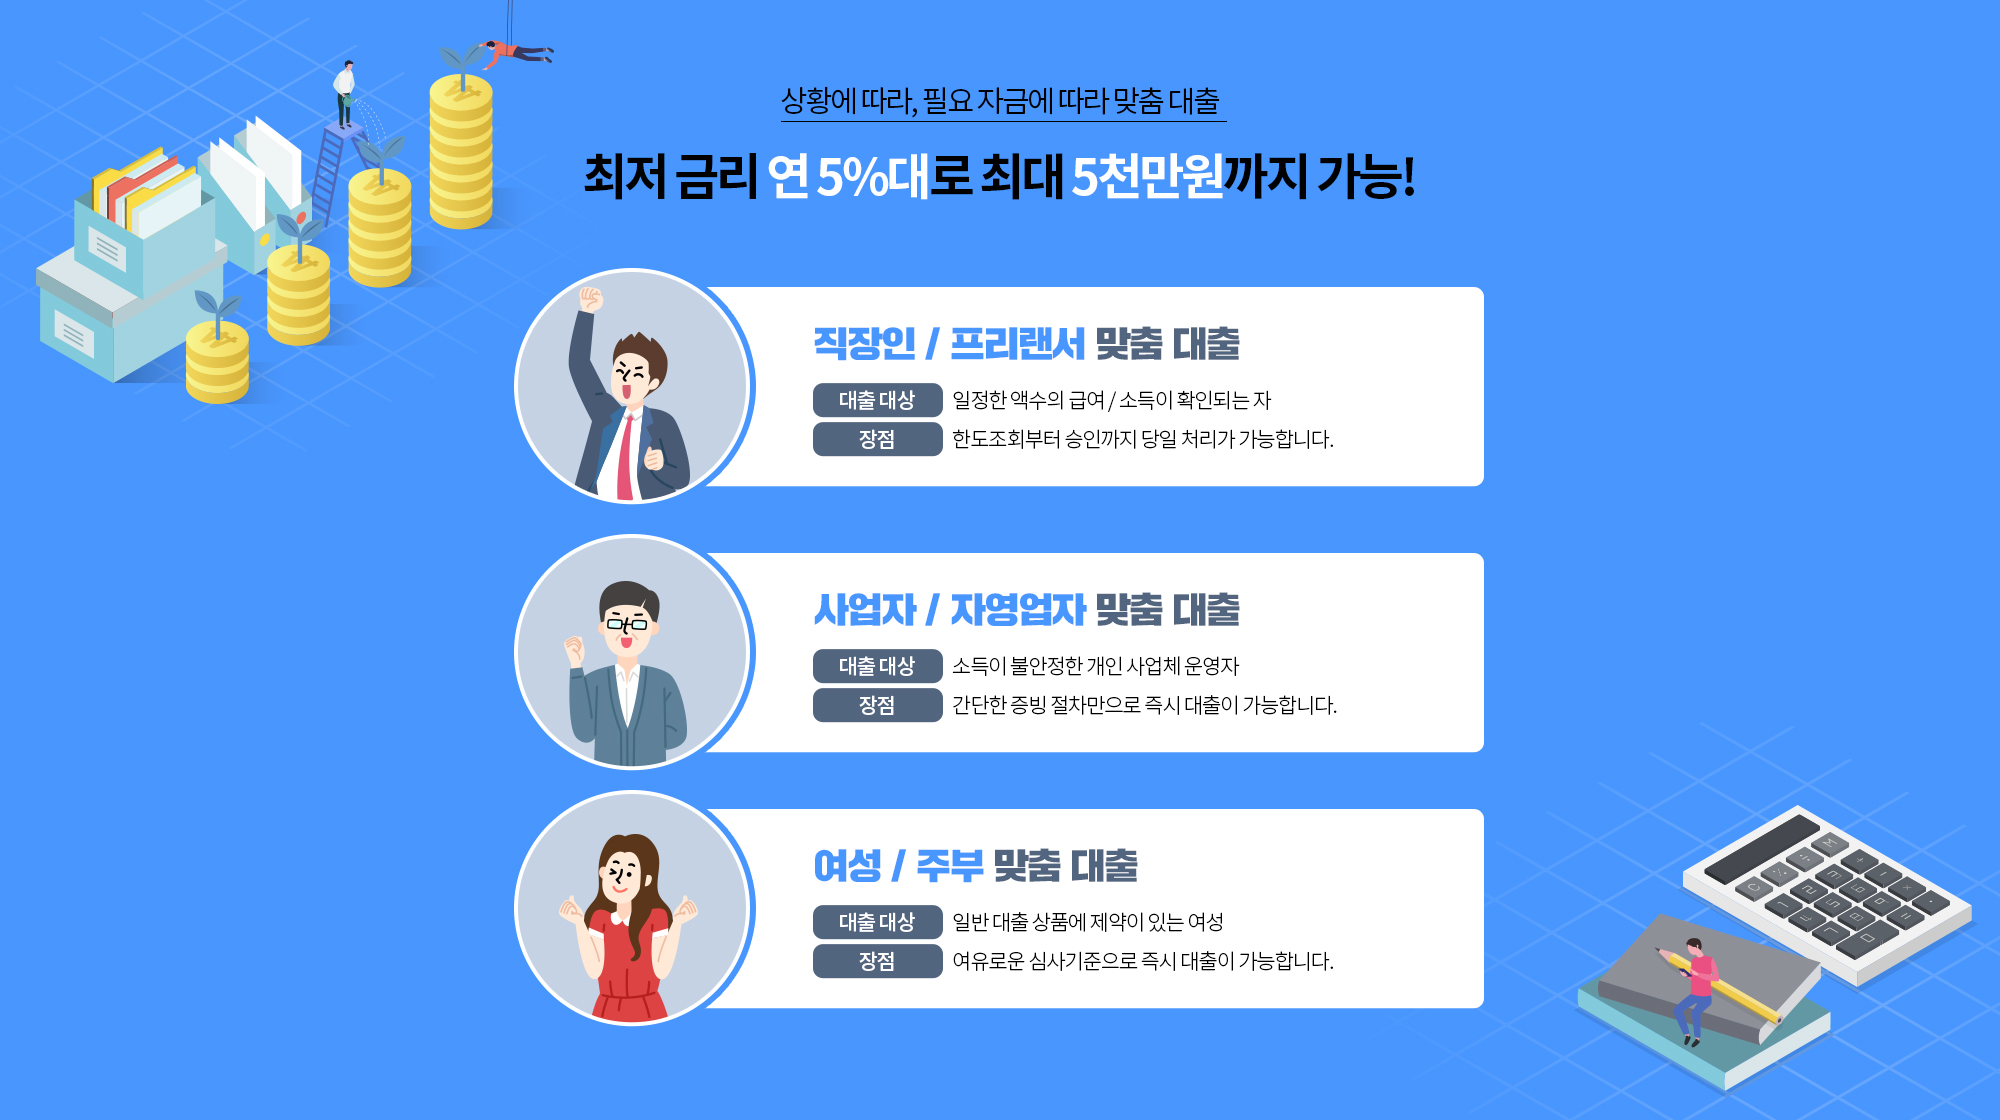 상황에 따라, 필요 자금에 따라 맞춤 대출
최저 금리 연 5%대로 최대 5천만원까지 가능!
직장인 / 프리랜서 맞춤 대출
대출 대상 일정한 액수의 급여 / 소득이 확인되는 자
장점 한도조회부터 승인까지 당일 처리가 가능합니다.
사업자 / 자영업자 맞춤 대출
대출 대상 소득이 불안정한 개인 사업체 운영자
장점 간단한 증빙 절차만으로 즉시 대출이 가능합니다.
여성 / 주부 맞춤 대출
대출 대상 일반 대출 상품에 제약이 있는 여성
장점 여유로운 심사기준으로 즉시 대출이 가능합니다.